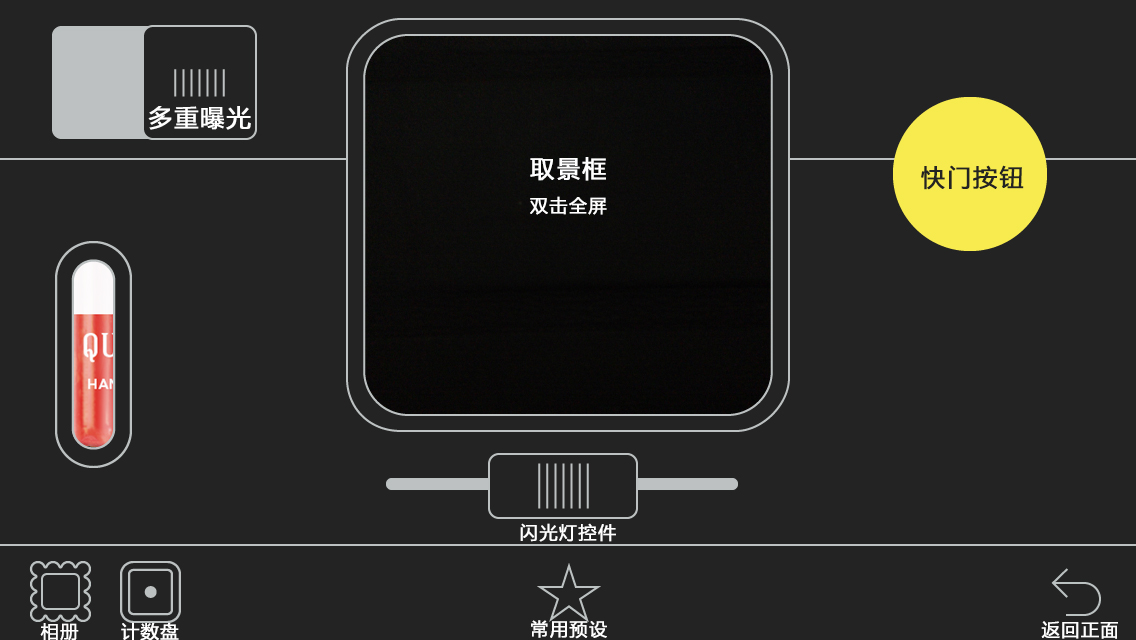 多重曝光
取景框
双击全屏
快门按钮
QU
HAN
闪光灯控件
相册
计数盘
常用预设
返回正面